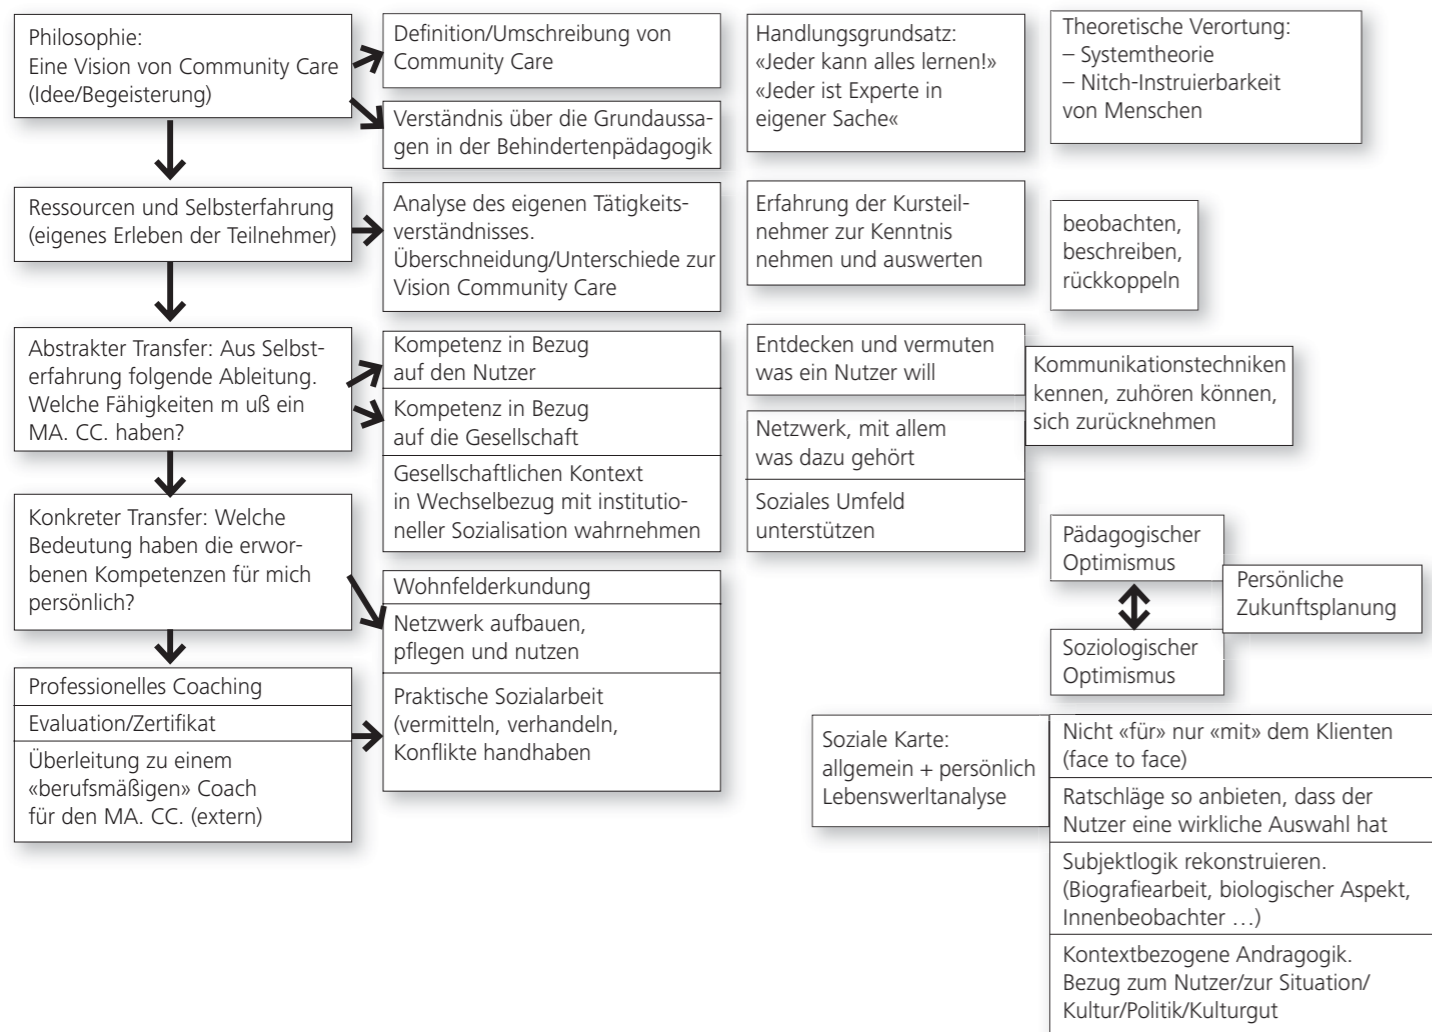 Philosophie:
Eine Vision von Community Care
(Idee/Begeisterung)
Definition/Umschreibung von
Community Care
Verständnis über die Grundaussa-
gen in der Behindertenpädagogik
Handlungsgrundsatz:
«Jeder kann alles lernen!»
«Jeder ist Experte in
eigener Sache«
Theoretische Verortung:
– Systemtheorie
– Nitch-Instruierbarkeit
von Menschen
Ressourcen und Selbsterfahrung
(eigenes Erleben der Teilnehmer)
Analyse des eigenen Tätigkeits-
verständnisses.
Überschneidung/Unterschiede zur
Vision Community Care
Erfahrung der Kursteil-
nehmer zur Kenntnis
nehmen und auswerten
beobachten,
beschreiben,
rückkoppeln
Abstrakter Transfer: Aus Selbst-
erfahrung folgende Ableitung.
Welche Fähigkeiten m uß ein
MA. CC. haben?
Kompetenz in Bezug
auf den Nutzer
Kompetenz in Bezug
auf die Gesellschaft
Gesellschaftlichen Kontext
in Wechselbezug mit institutio-
neller Sozialisation wahrnehmen
Entdecken und vermuten
was ein Nutzer will
Netzwerk, mit allem
was dazu gehört
Soziales Umfeld
unterstützen
Kommunikationstechniken
kennen, zuhören können,
sich zurücknehmen
Konkreter Transfer: Welche
Bedeutung haben die erwor-
benen Kompetenzen für mich
persönlich?
Wohnfelderkundung
Netzwerk aufbauen,
pflegen und nutzen
Praktische Sozialarbeit
(vermitteln, verhandeln,
Konflikte handhaben
Pädagogischer
Optimismus
Persönliche
Zukunftsplanung
Soziologischer
Optimismus
Professionelles Coaching
Evaluation/Zertifikat
Überleitung zu einem
«berufsmäßigen» Coach
für den MA. CC. (extern)
Soziale Karte:
allgemein + persönlich
Lebenswerltanalyse
Nicht «für» nur «mit» dem Klienten
(face to face)
Ratschläge so anbieten, dass der
Nutzer eine wirkliche Auswahl hat
Subjektlogik rekonstruieren.
(Biografiearbeit, biologischer Aspekt,
Innenbeobachter …)
Kontextbezogene Andragogik.
Bezug zum Nutzer/zur Situation/
Kultur/Politik/Kulturgut